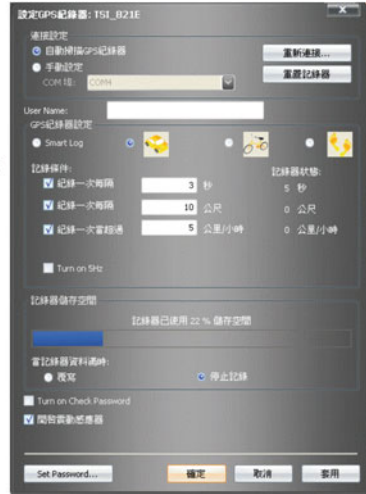 設定GPS紀錄器: TSI_821E
連接設定
自動掃描GPS紀錄器
重新連接...
手動設定
重置記錄器
COM 埠: COM4
User Name:
GPS紀錄器設定
Smart Log
記錄條件:
記錄器狀態:
紀錄一次每隔 3 秒 5 秒
紀錄一次每隔 10 公尺 0 公尺
紀錄一次當超過 5 公里/小時 0 公里/小時
Turn on 5Hz
記錄器儲存空間
記錄器已使用 22 % 儲存空間
當記錄器資料滿時:
覆寫 停止記錄
Turn on Check Password
開啟震動感應器
Set Password... 確定 取消 套用